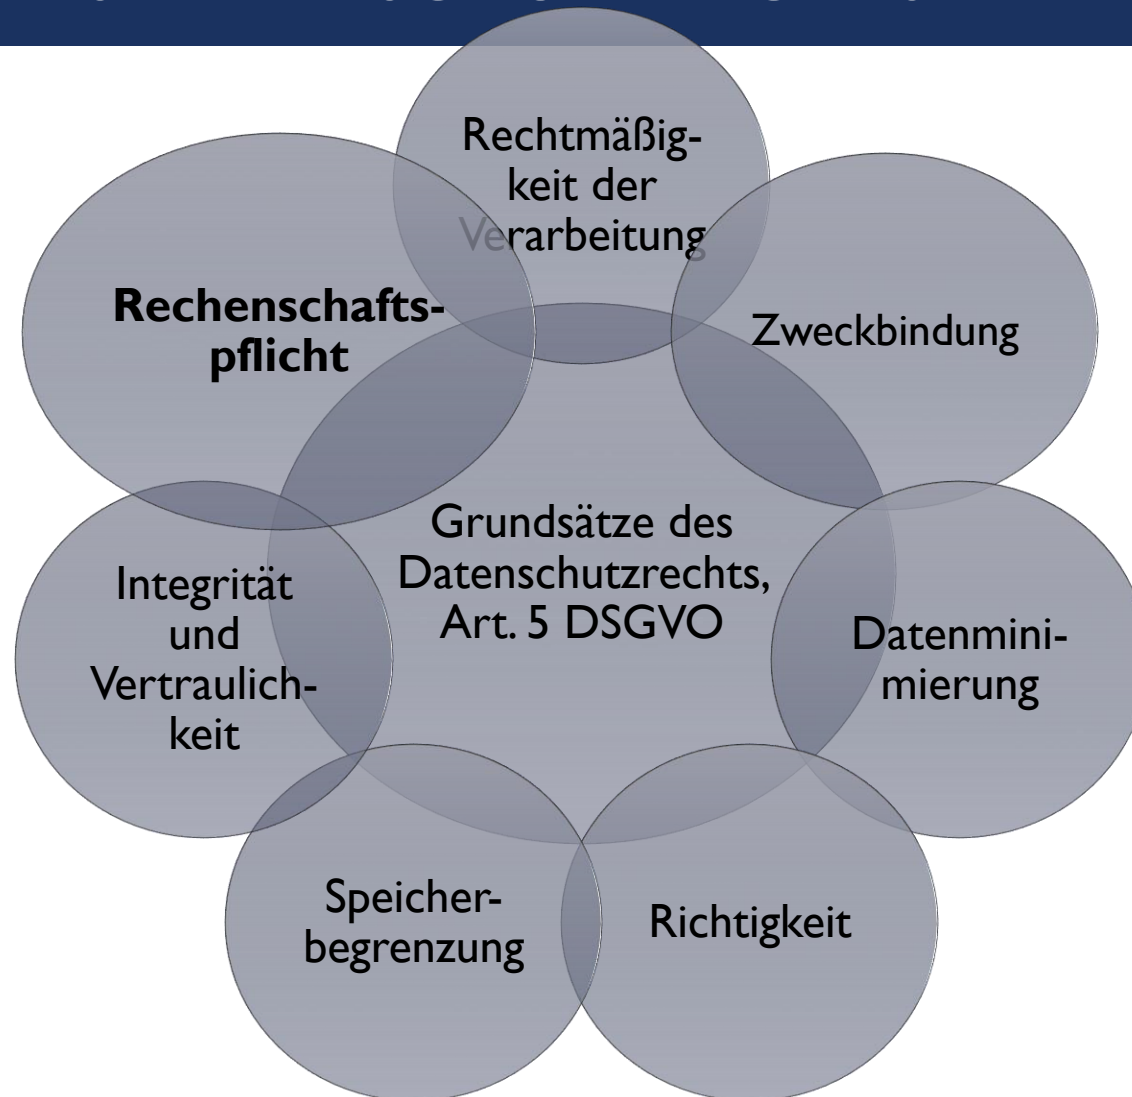 Rechtmäßig-
keit der
Verarbeitung
Zweckbindung
Datenmini-
mierung
Richtigkeit
Speicher-
begrenzung
Integrität
und
Vertraulich-
keit
Rechenschafts-
pflicht
Grundsätze des
Datenschutzrechts,
Art. 5 DSGVO